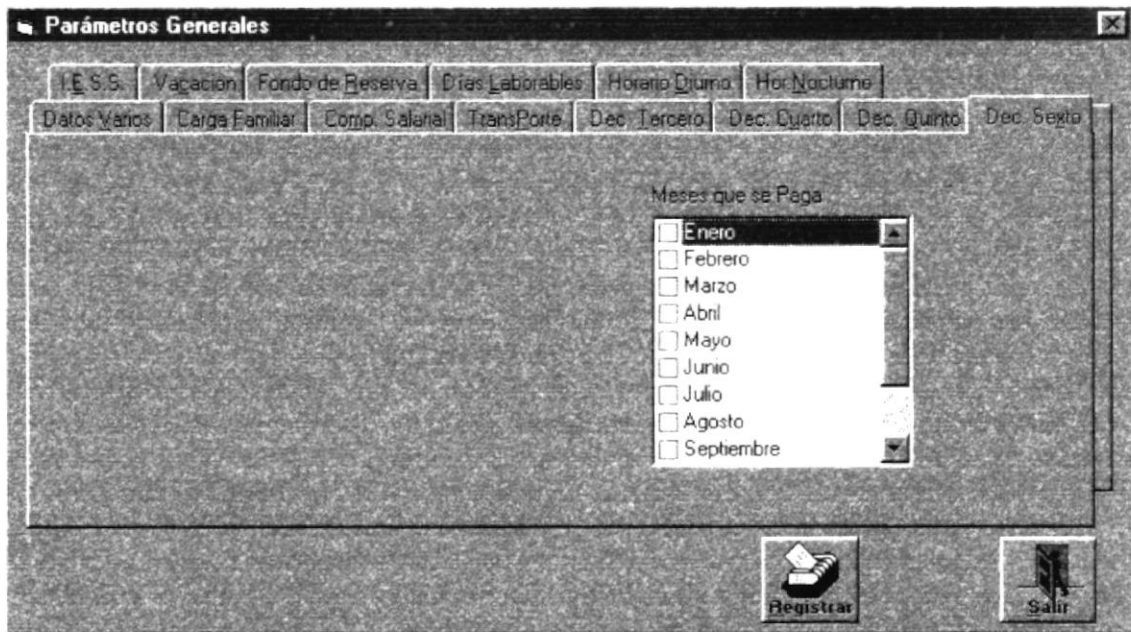 Parámetros Generales
I.E.S.S. Vacacion Fondo de Reserva Días Laborables Horario Diurno Hor.Nocturno
Datos Varios Carga Familiar Comp. Salarial TransPorte Dec. Tercero Dec. Cuarto Dec. Quinto Dec. Sexto
Meses que se Paga
Enero
Febrero
Marzo
Abril
Mayo
Junio
Julio
Agosto
Septiembre
Registrar Salir